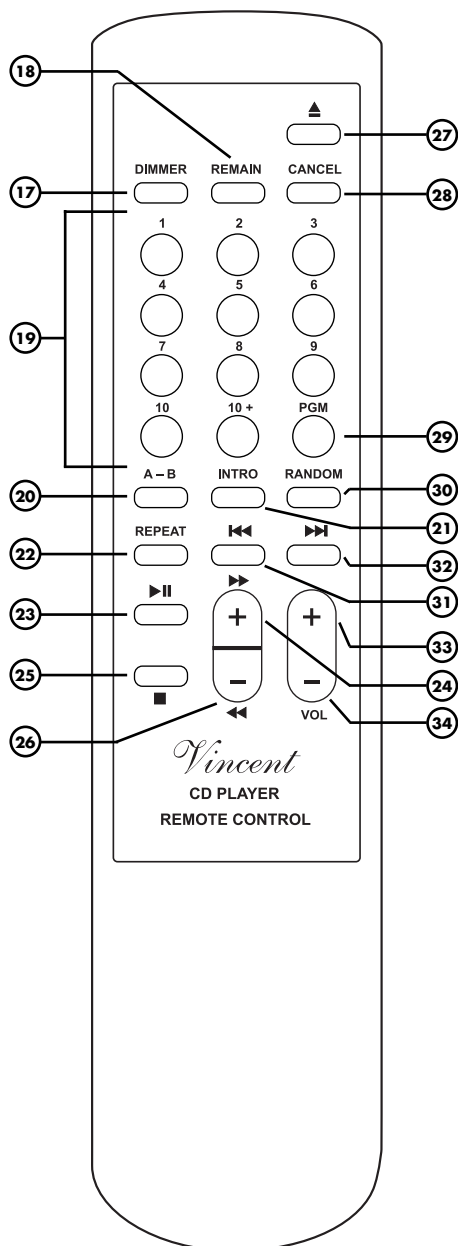 18
⏏
27
DIMMER REMAIN CANCEL
17
28
1 2 3
4 5 6
19
7 8 9
10 10 + PGM
29
A – B INTRO RANDOM
20
30
21
REPEAT ⏮ ⏭
22
32
31
⏯ ⏩
23
+ +
33
25
24
– –
34
■ ⏪ VOL
26
Vincent
CD PLAYER
REMOTE CONTROL